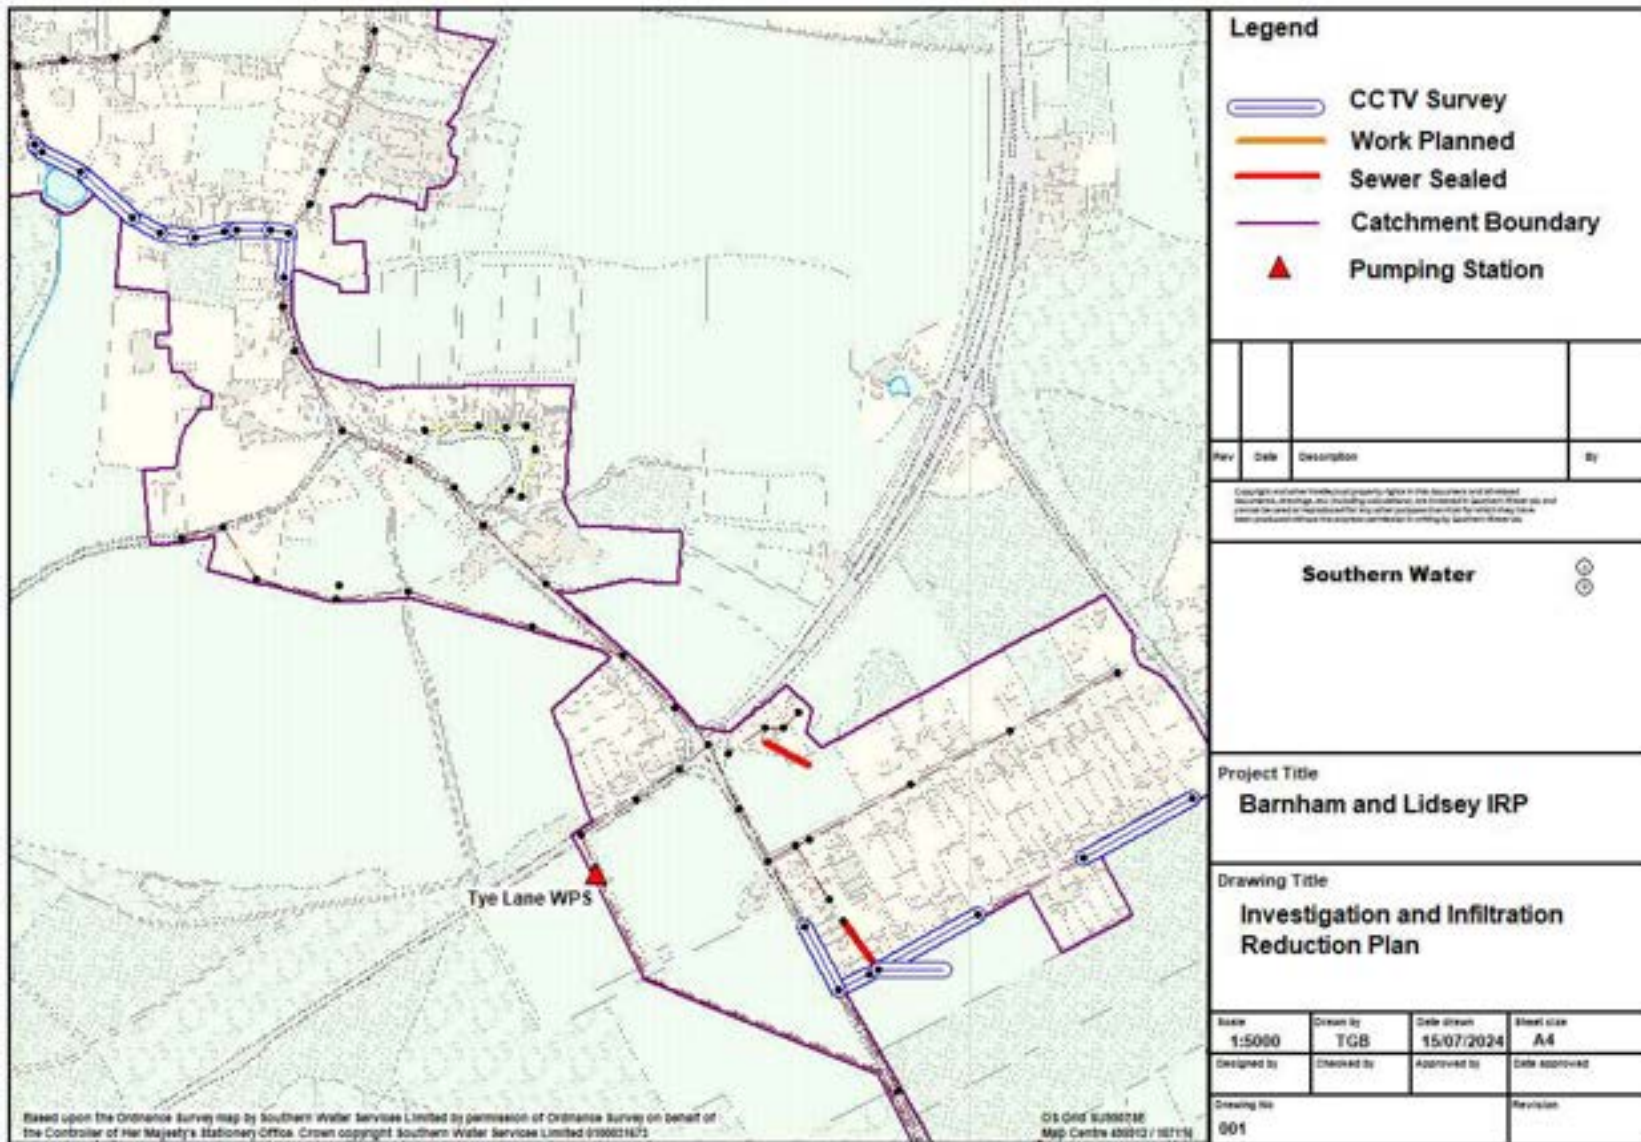 Legend
CCTV Survey
Work Planned
Sewer Sealed
Catchment Boundary
Pumping Station
Rev Date Description By
Southern Water
Project Title
Barnham and Lidsey IRP
Drawing Title
Investigation and Infiltration
Reduction Plan
Scale Drawn by Date drawn Sheet size
1:5000 TGB 15/07/2024 A4
Designed by Checked by Approved by Date approved
Drawing No Revision
001
Tye Lane WPS
Based upon the Ordnance Survey map by Southern Water Services Limited by permission of Ordnance Survey on behalf of
the Controller of Her Majesty's Stationery Office. Crown copyright Southern Water Services Limited
OS Grid
Map Centre